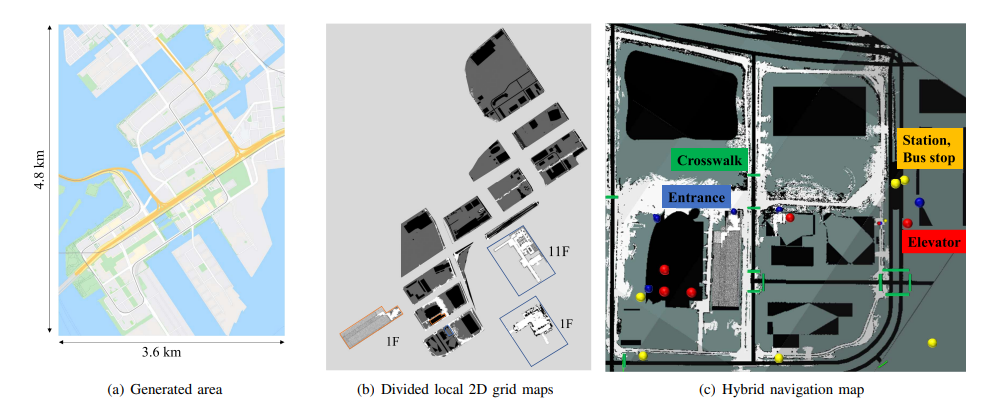 4.8 km
3.6 km
11F
1F
1F
Crosswalk
Entrance
Station,
Bus stop
Elevator
(a) Generated area
(b) Divided local 2D grid maps
(c) Hybrid navigation map